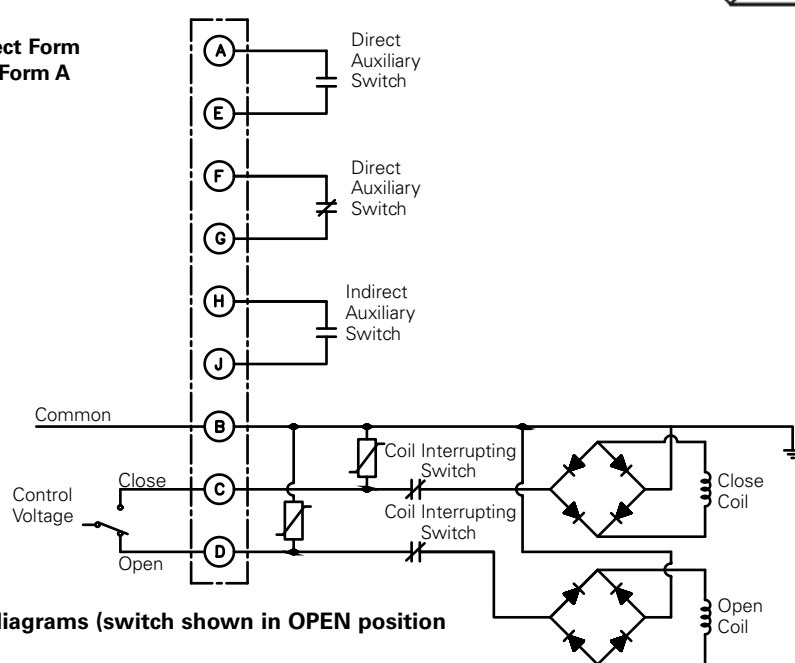 ect Form
Form A
A
Direct
Auxiliary
Switch
E
F
Direct
Auxiliary
Switch
G
H
Indirect
Auxiliary
Switch
J
Common
B
Coil Interrupting
Switch
Close
C
Close
Coil
Control
Voltage
Coil Interrupting
Switch
D
Open
Open
Coil
diagrams (switch shown in OPEN position